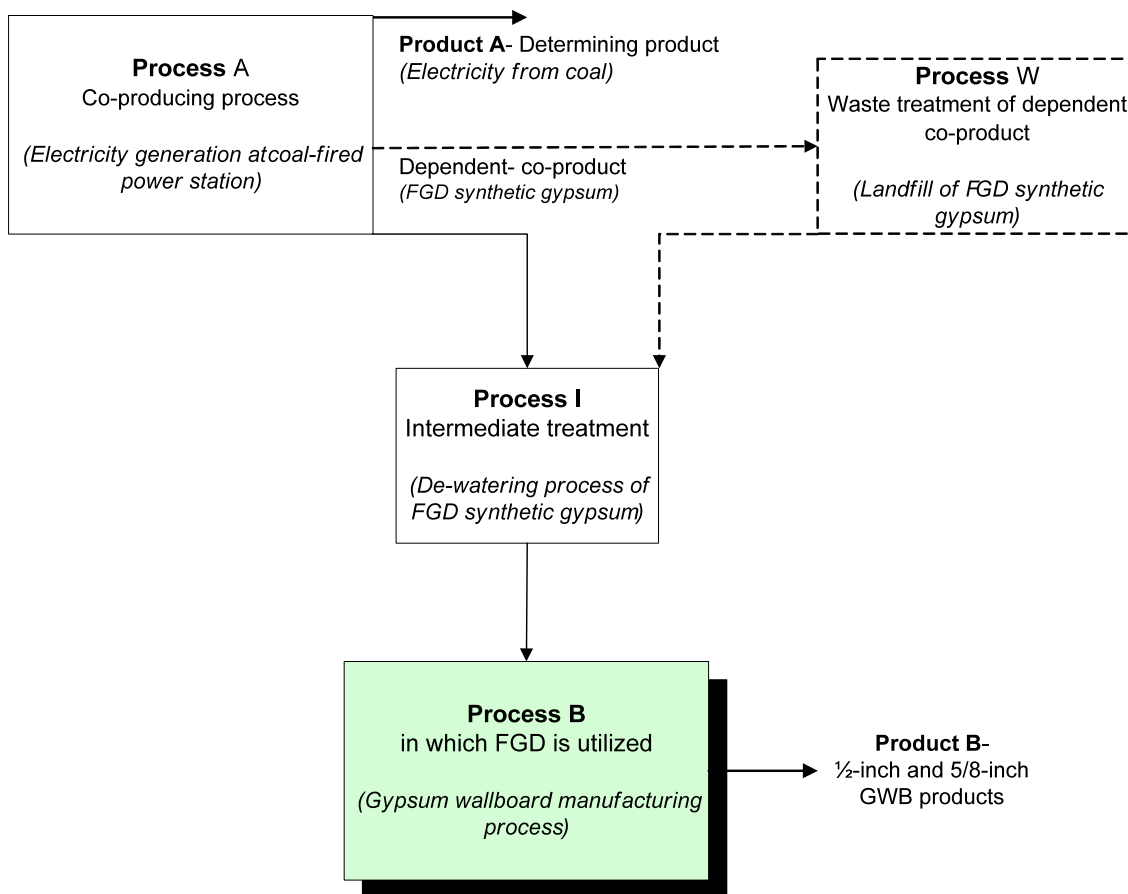 Process A
Co-producing process
(Electricity generation atcoal-fired
power station)
Product A- Determining product
(Electricity from coal)
Dependent- co-product
(FGD synthetic gypsum)
Process W
Waste treatment of dependent
co-product
(Landfill of FGD synthetic
gypsum)
Process I
Intermediate treatment
(De-watering process of
FGD synthetic gypsum)
Process B
in which FGD is utilized
(Gypsum wallboard manufacturing
process)
Product B-
½-inch and 5/8-inch
GWB products